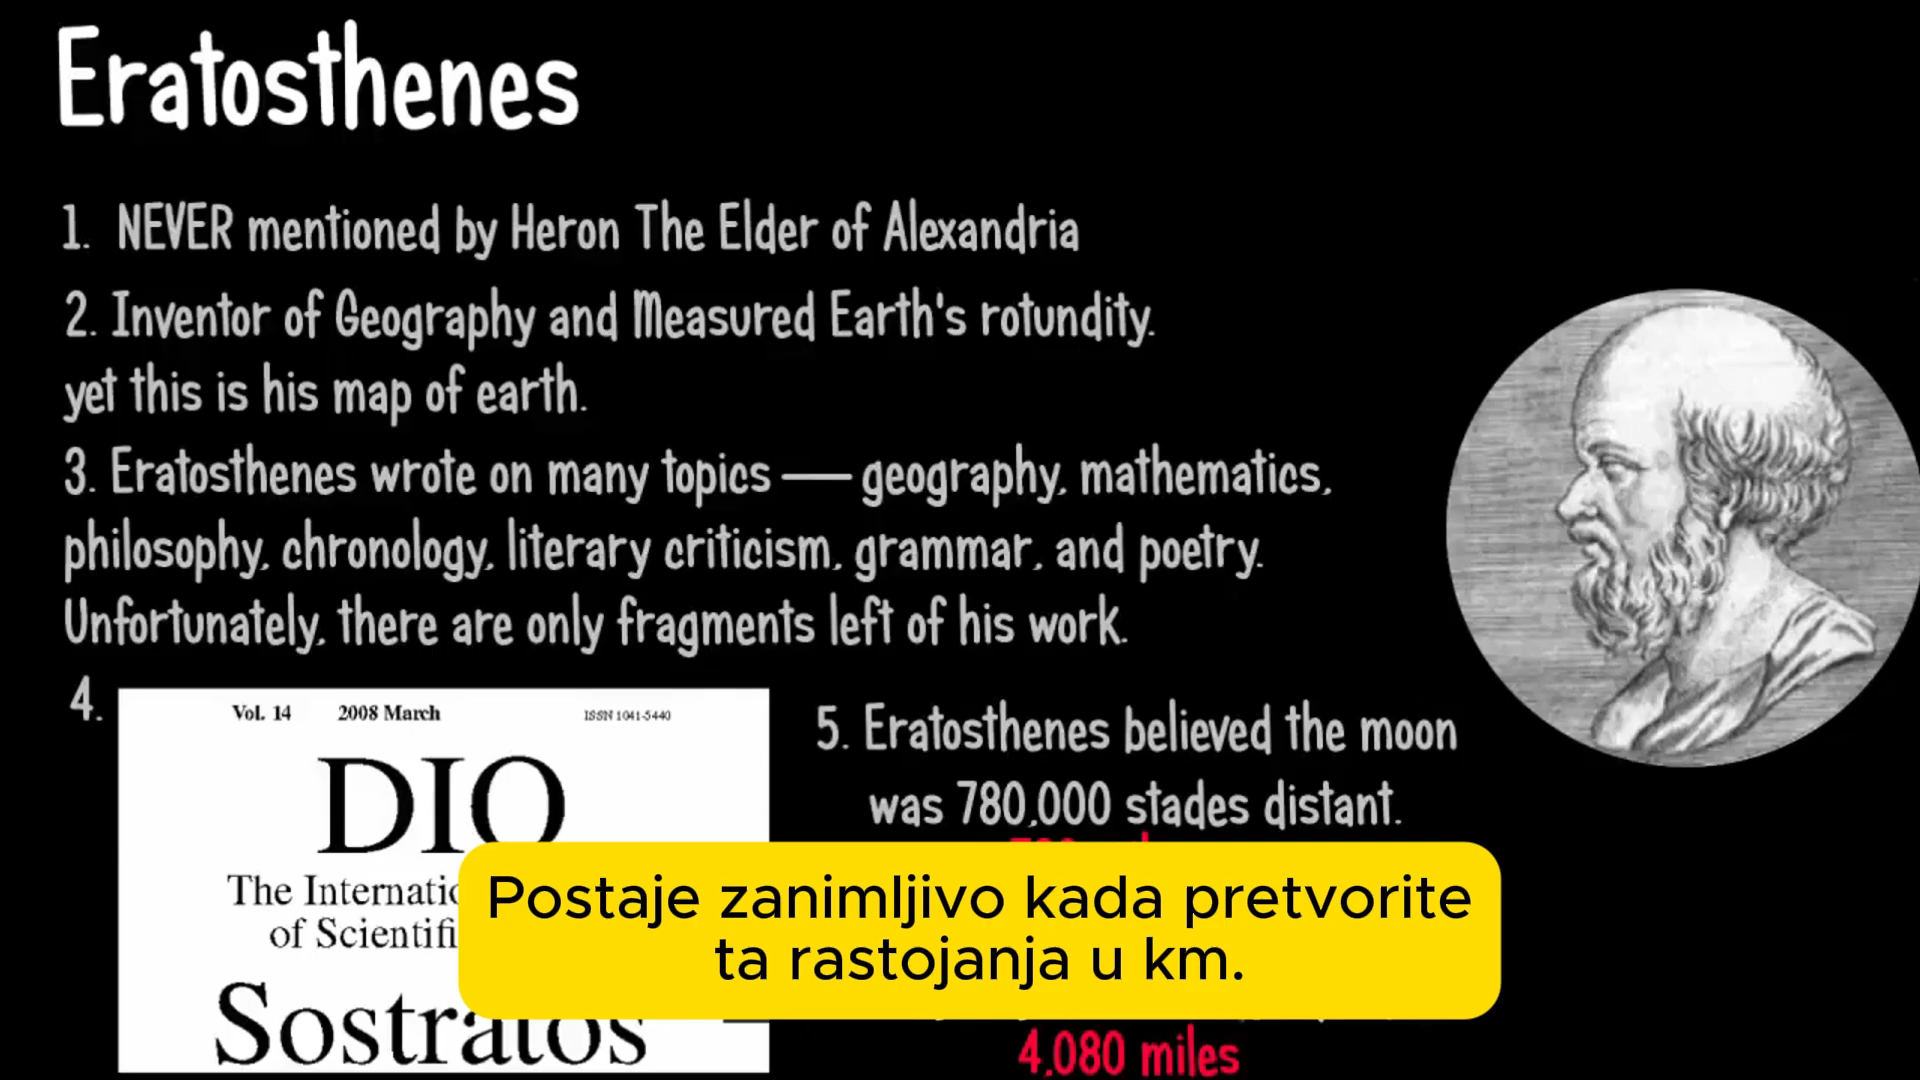 Eratosthenes
1. NEVER mentioned by Heron The Elder of Alexandria
2. Inventor of Geography and Measured Earth's rotundity.
yet this is his map of earth.
3. Eratosthenes wrote on many topics — geography, mathematics,
philosophy, chronology, literary criticism, grammar, and poetry.
Unfortunately, there are only fragments left of his work.
4.
Vol. 14 2008 March ISSN 1041-5440
DIO
The
of
Sostratos
5. Eratosthenes believed the moon
was 780,000 stades distant.
Postaje zanimljivo kada pretvorite
ta rastojanja u km.
4,080 miles